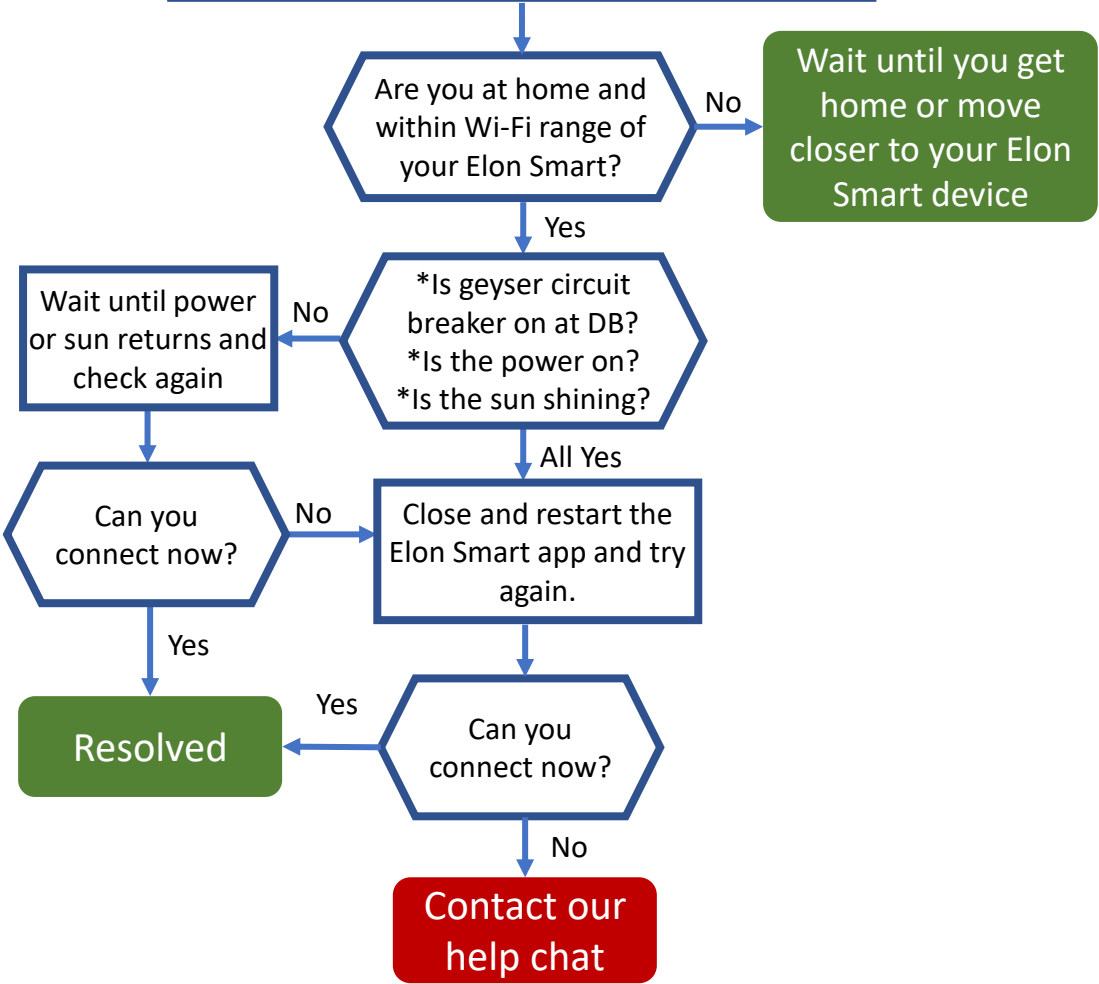 Are you at home and
within Wi-Fi range of
your Elon Smart?
No
Wait until you get
home or move
closer to your Elon
Smart device
Yes
*Is geyser circuit
breaker on at DB?
*Is the power on?
*Is the sun shining?
No
Wait until power
or sun returns and
check again
All Yes
Can you
connect now?
No
Close and restart the
Elon Smart app and try
again.
Yes
Resolved
Yes
Can you
connect now?
No
Contact our
help chat